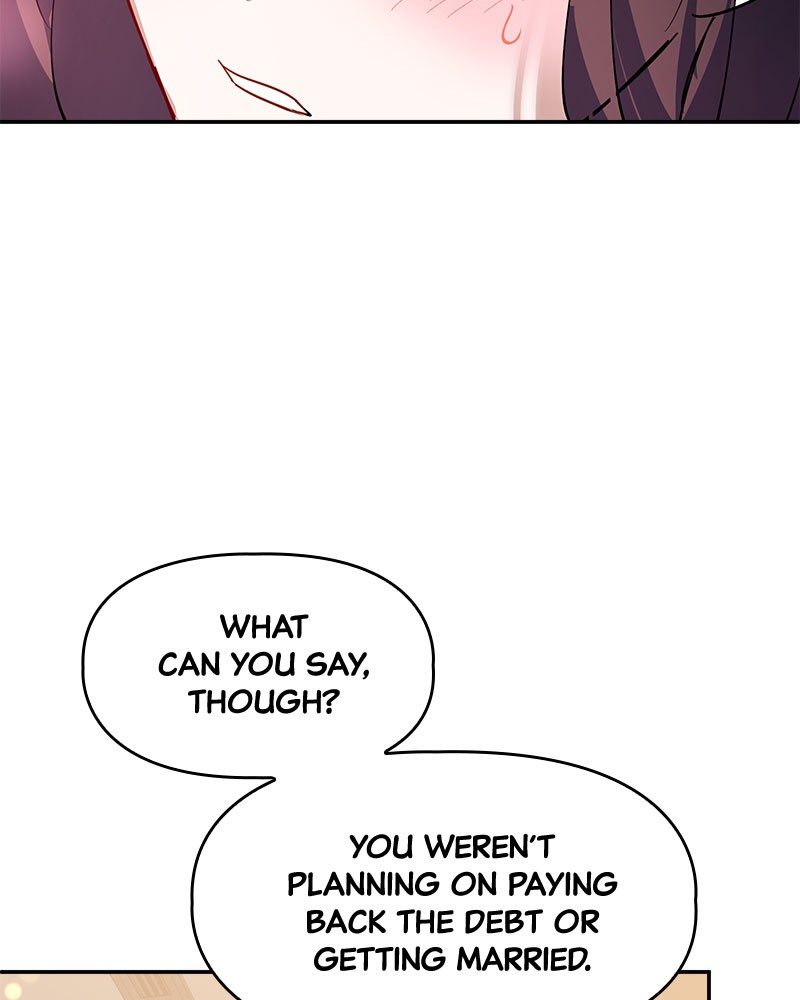 WHAT
CAN YOU SAY,
THOUGH?
YOU WEREN'T
PLANNING ON PAYING
BACK THE DEBT OR
GETTING MARRIED.